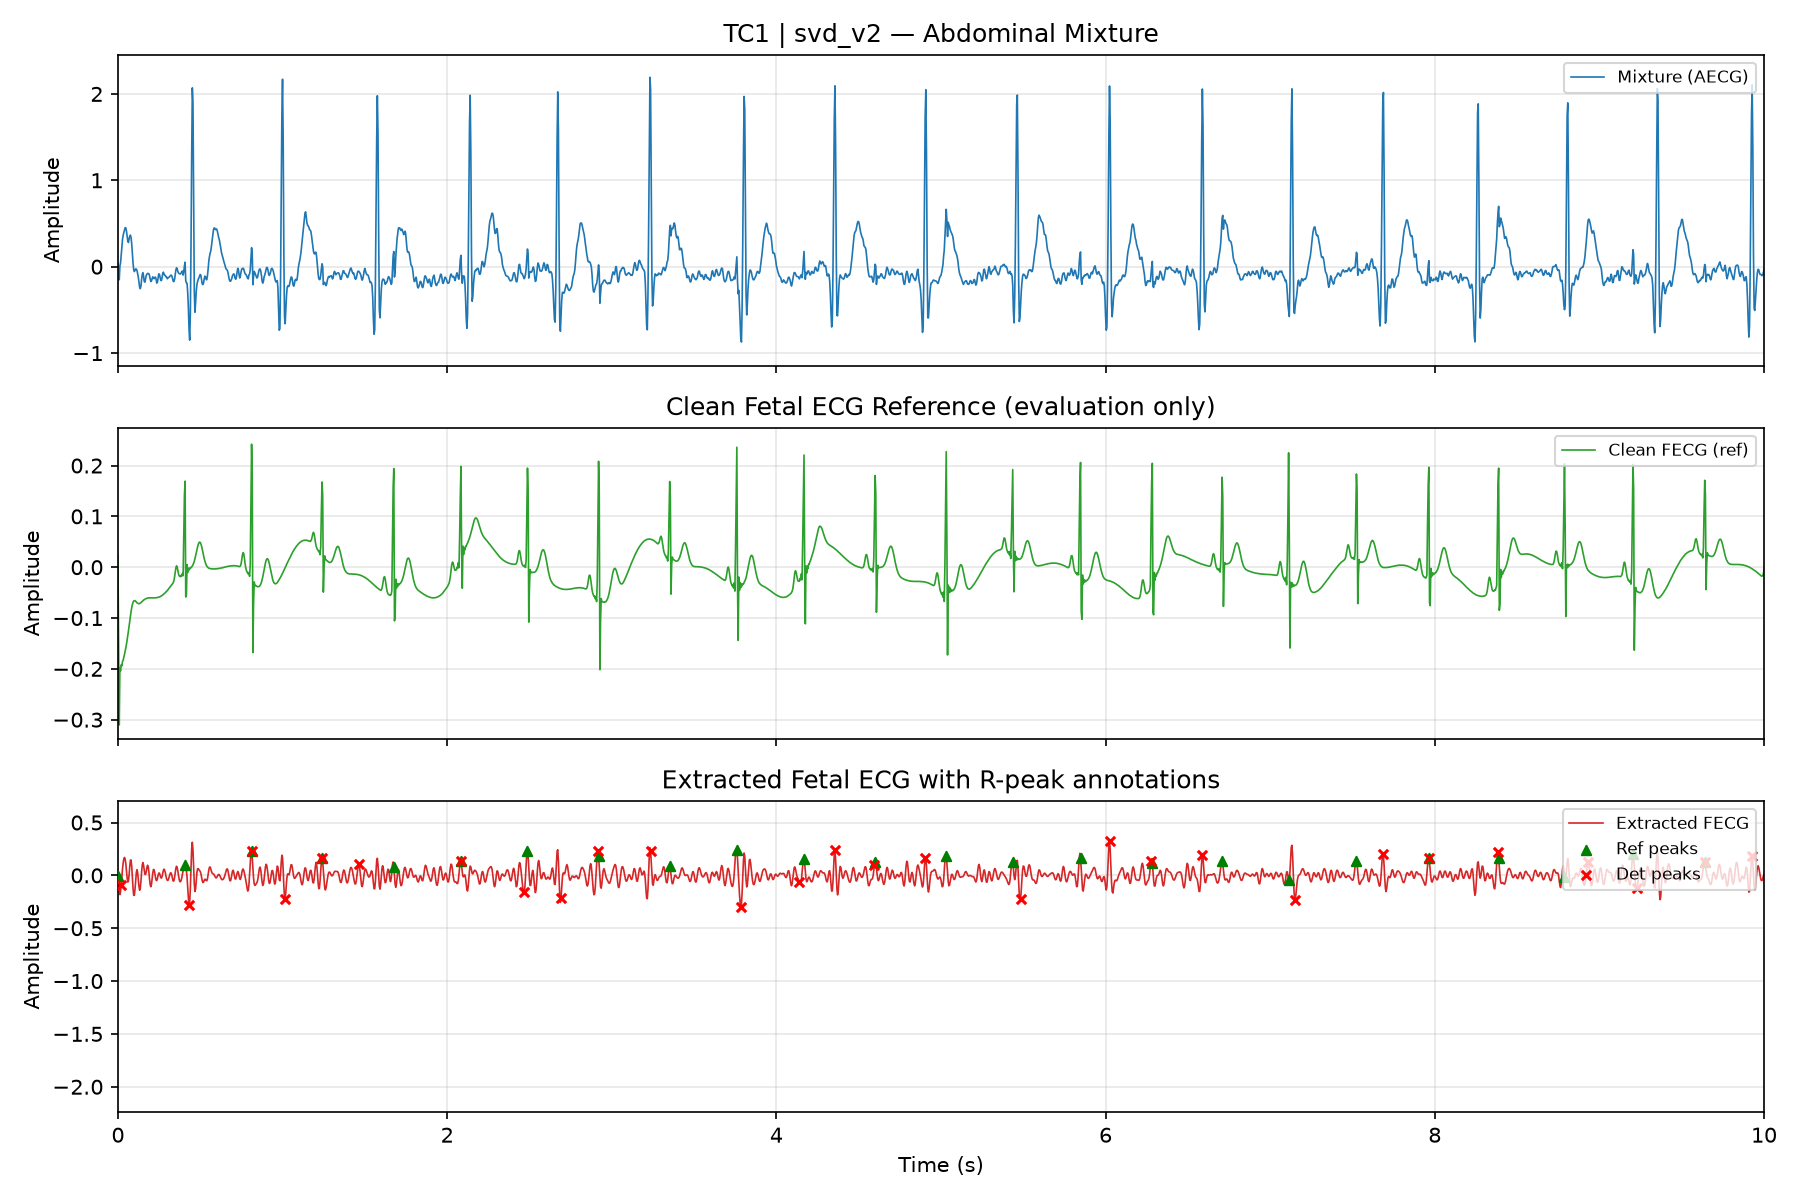 TC1 | svd_v2 — Abdominal Mixture
Mixture (AECG)
Amplitude
2
1
0
−1
Clean Fetal ECG Reference (evaluation only)
Clean FECG (ref)
Amplitude
0.2
0.1
0.0
−0.1
−0.2
−0.3
Extracted Fetal ECG with R-peak annotations
Extracted FECG
Ref peaks
Det peaks
Amplitude
0.5
0.0
−0.5
−1.0
−1.5
−2.0
0 2 4 6 8 10
Time (s)